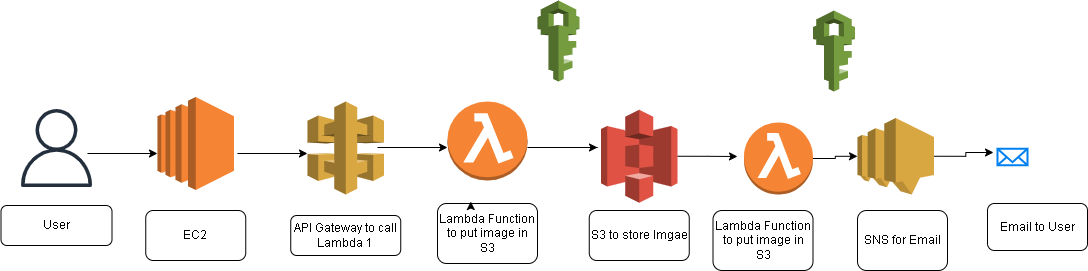 User
EC2
API Gateway to call
Lambda 1
Lambda Function
to put image in
S3
S3 to store Imgae
Lambda Function
to put image in
S3
SNS for Email
Email to User